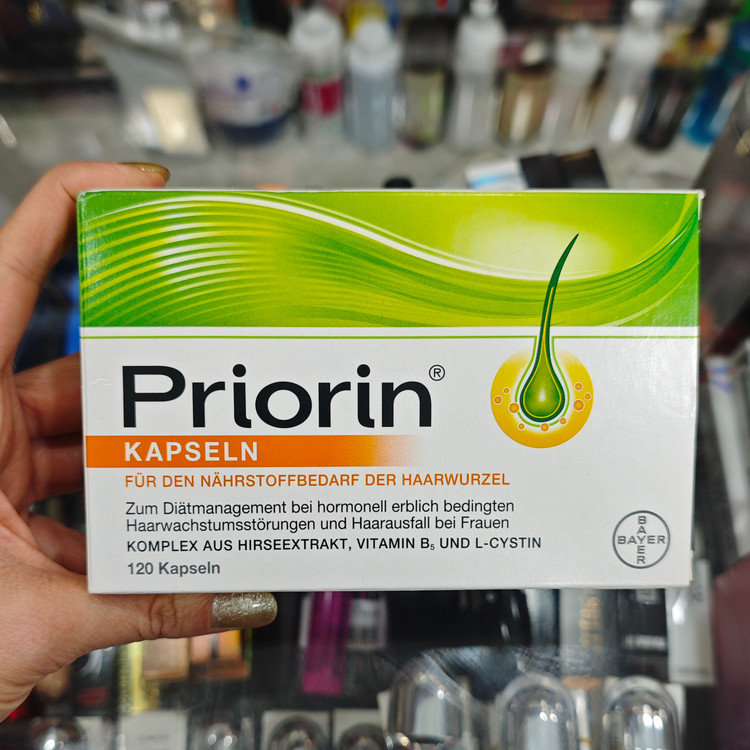 Priorin®
KAPSELN
FÜR DEN NÄHRSTOFFBEDARF DER HAARWURZEL
Zum Diätmanagement bei hormonell erblich bedingten
Haarwachstumsstörungen und Haarausfall bei Frauen
KOMPLEX AUS HIRSEEXTRAKT, VITAMIN B₅ UND L-CYSTIN
120 Kapseln
BAYER
BAYER